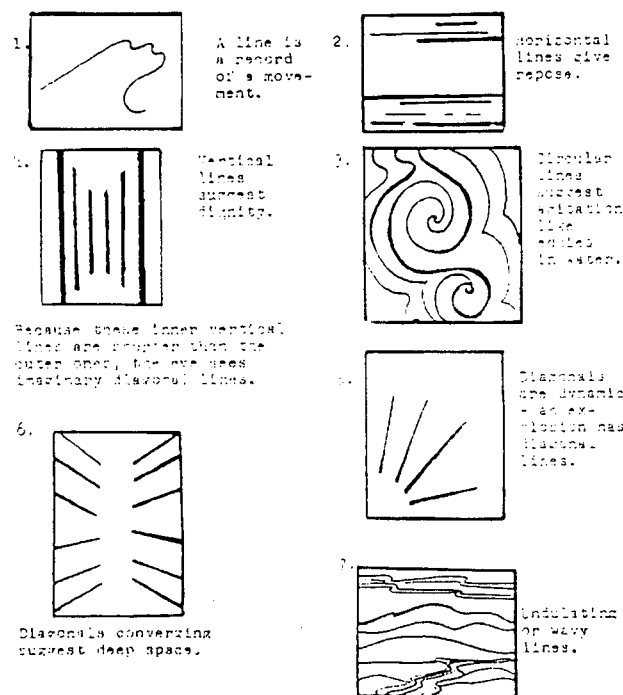 1.
A line is
a record
of a move-
ment.
2.
Horizontal
lines give
repose.
Vertical
lines
suggest
dignity.
Because these inner vertical
lines are shorter than the
outer ones, the eye sees
imaginary diagonal lines.
3.
Circular
lines
suggest
agitation
like
eddies
in water.
Diagonals
are dynamic
- an ex-
plosion has
diagonal
lines.
6.
Diagonals converging
suggest deep space.
7.
Undulating
or wavy
lines.